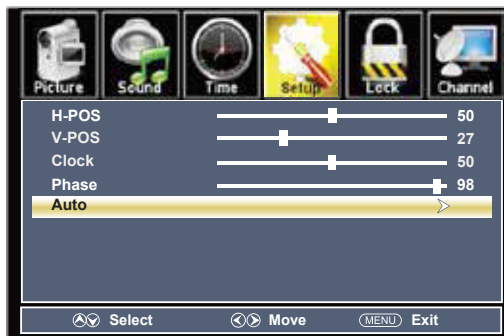 Picture Sound Time Setup Lock Channel
H-POS 50
V-POS 27
Clock 50
Phase 98
Auto
Select Move MENU Exit